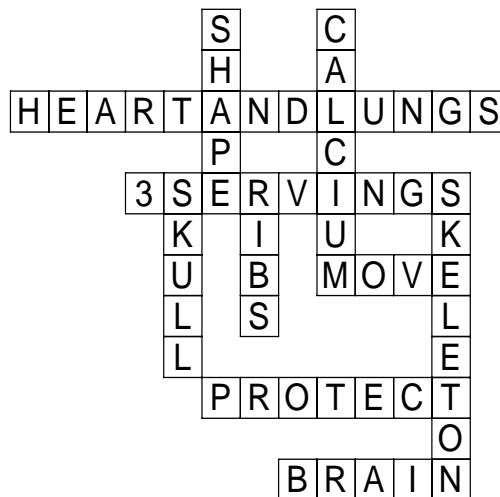 SHAPE
CALCIUM
HEARTANDLUNGS
3SERVINGS
SKULL
RIBS
SKELETON
MOVE
PROTECT
BRAIN